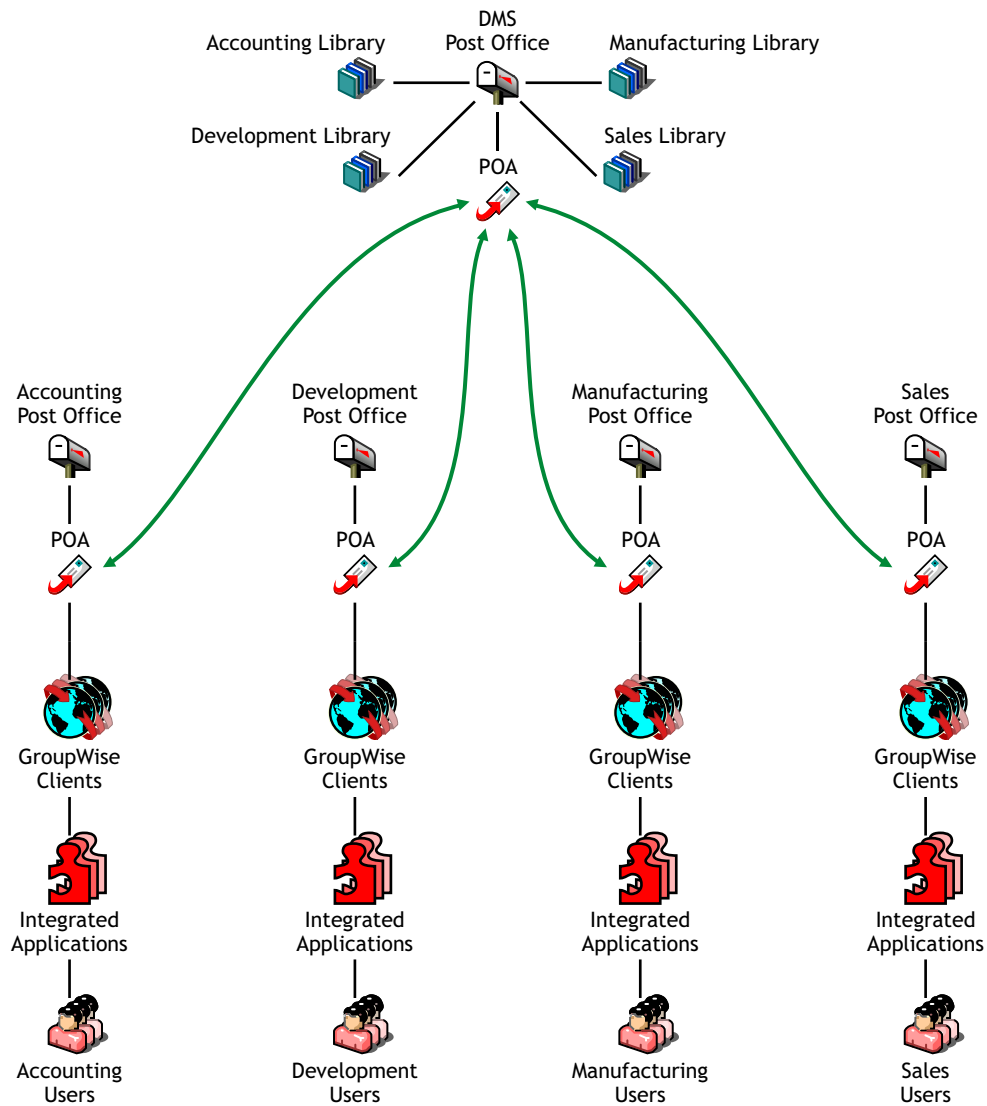 DMS
Post Office
Accounting Library
Manufacturing Library
Development Library
Sales Library
POA
Accounting
Post Office
Development
Post Office
Manufacturing
Post Office
Sales
Post Office
POA
POA
POA
POA
GroupWise
Clients
GroupWise
Clients
GroupWise
Clients
GroupWise
Clients
Integrated
Applications
Integrated
Applications
Integrated
Applications
Integrated
Applications
Accounting
Users
Development
Users
Manufacturing
Users
Sales
Users